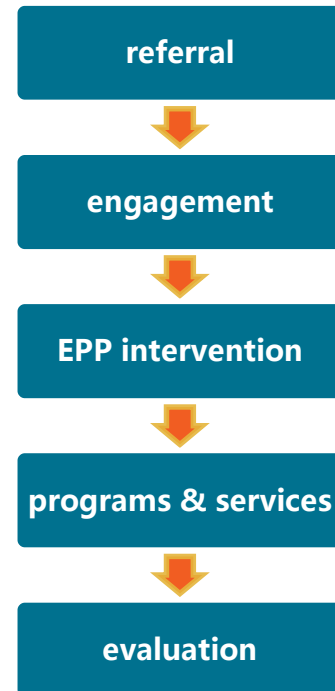 referral
engagement
EPP intervention
programs & services
evaluation